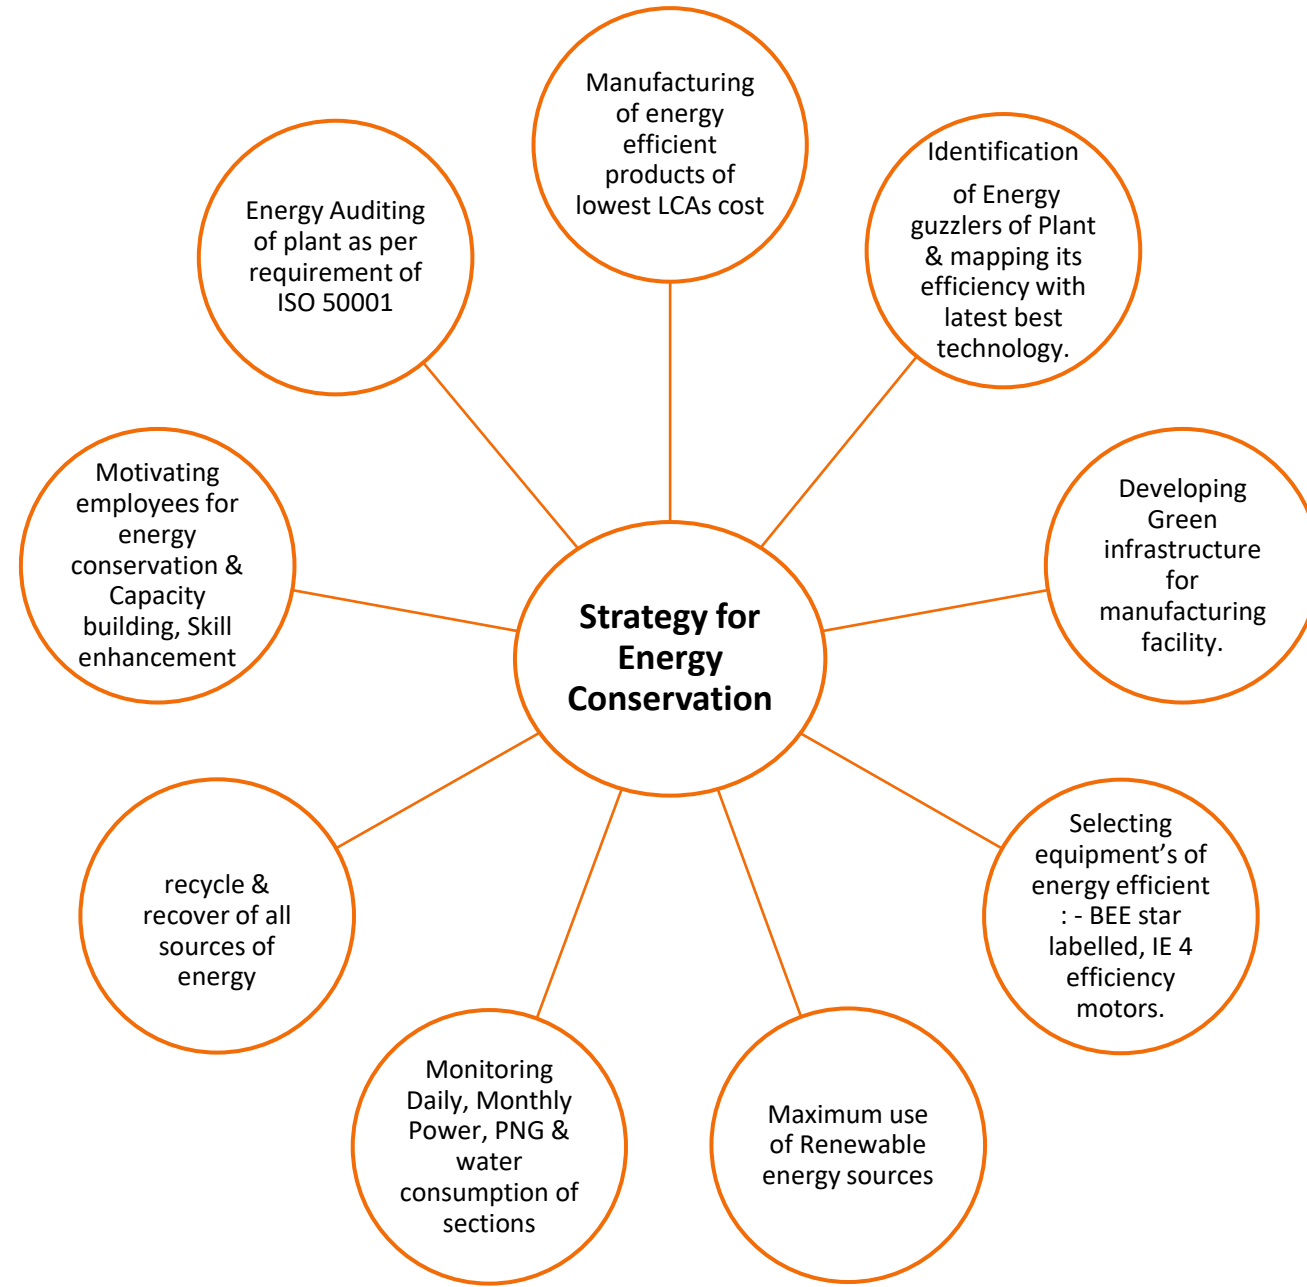 Manufacturing
of energy
efficient
products of
lowest LCAs cost
Identification
of Energy
guzzlers of Plant
& mapping its
efficiency with
latest best
technology.
Developing
Green
infrastructure
for
manufacturing
facility.
Selecting
equipment’s of
energy efficient
: - BEE star
labelled, IE 4
efficiency
motors.
Maximum use
of Renewable
energy sources
Monitoring
Daily, Monthly
Power, PNG &
water
consumption of
sections
recycle &
recover of all
sources of
energy
Motivating
employees for
energy
conservation &
Capacity
building, Skill
enhancement
Energy Auditing
of plant as per
requirement of
ISO 50001
Strategy for
Energy
Conservation